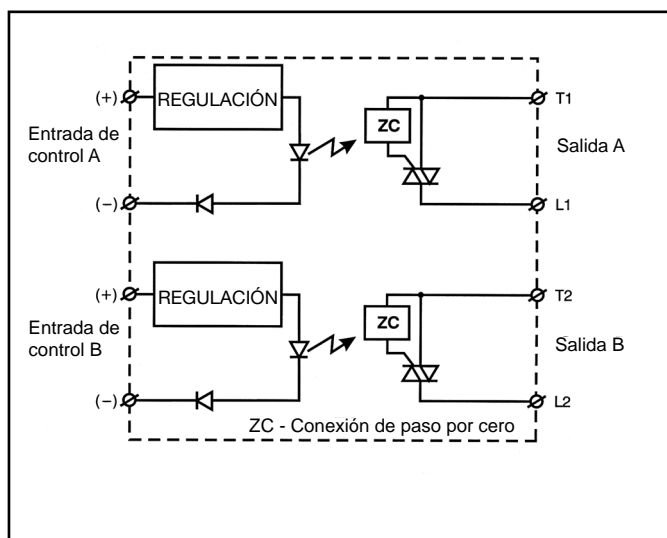 (+)
REGULACIÓN
ZC
T1
Entrada de
control A
Salida A
(−)
L1
(+)
REGULACIÓN
ZC
T2
Entrada de
control B
Salida B
(−)
L2
ZC - Conexión de paso por cero